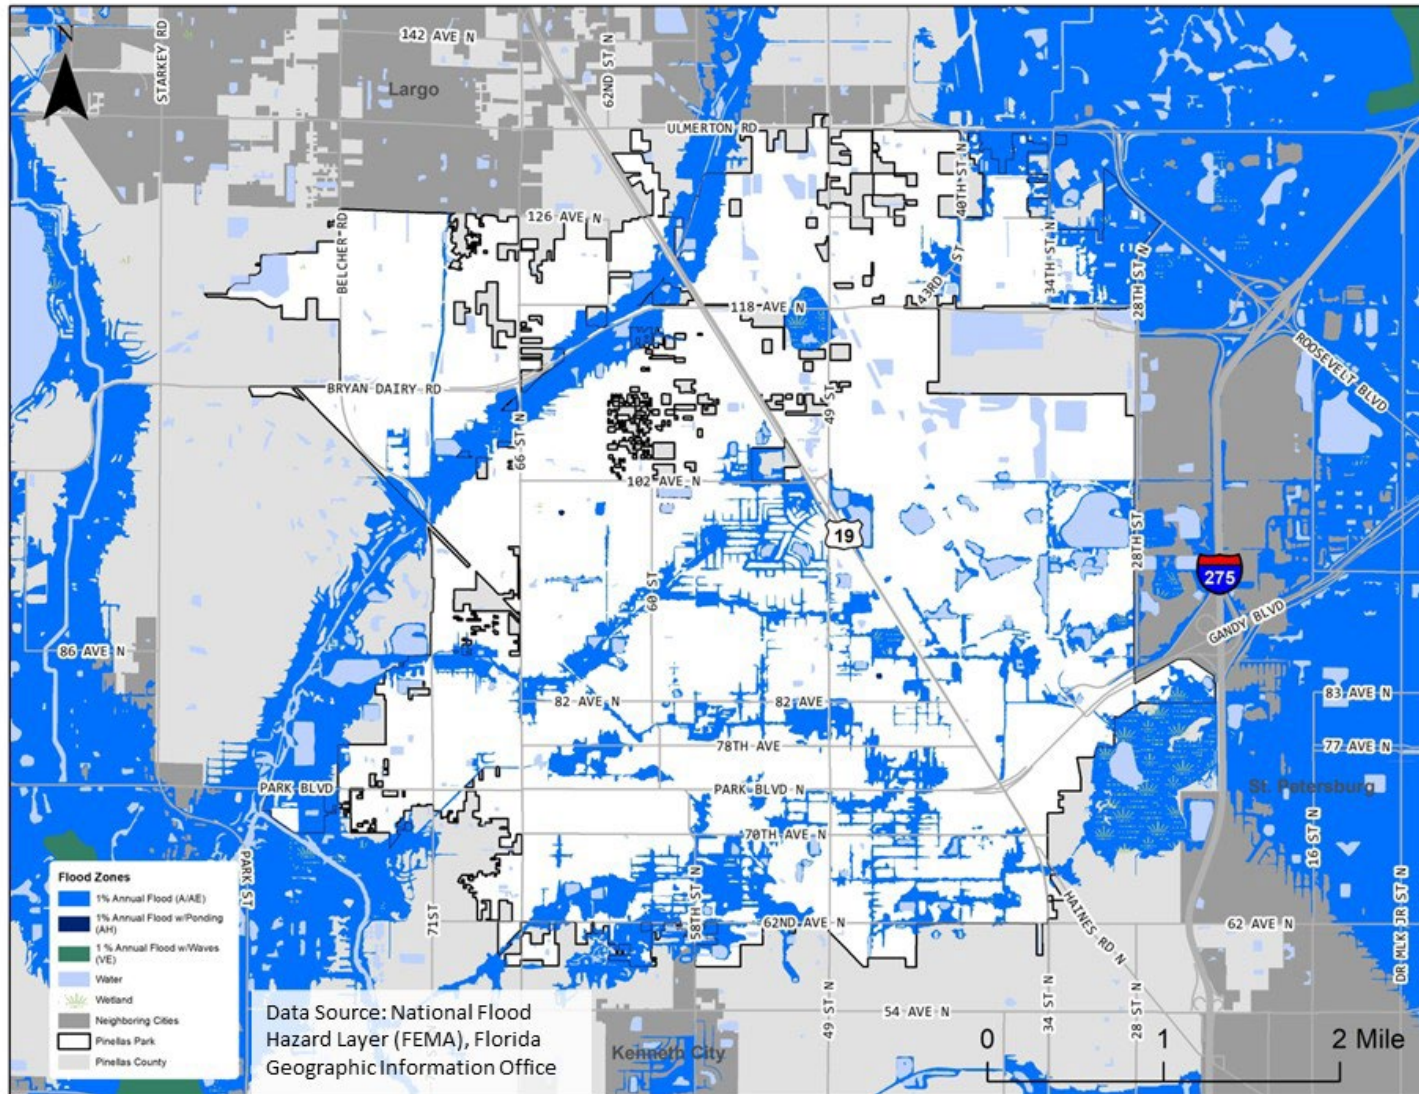 N
142 AVE N
STARKEY RD
62ND ST N
Largo
ULMERTON RD
40TH ST N
126 AVE N
BELCHER RD
34TH ST N
28TH ST N
43RD ST
118 AVE N
ROOSEVELT BLVD
BRYAN DAIRY RD
49 ST
66 ST N
102 AVE N
19
28TH ST
275
60 ST
GANDY BLVD
86 AVE N
82 AVE N
82 AVE
83 AVE N
78TH AVE
77 AVE N
PARK BLVD
PARK BLVD N
St. Petersburg
70TH AVE N
16 ST N
PARK ST
71ST
58TH ST N
62ND AVE N
HAINES RD N
62 AVE N
DR MLK JR ST N
49 ST N
34 ST N
28 ST N
54 AVE N
Kenneth City
Flood Zones
1% Annual Flood (A/AE)
1% Annual Flood w/Ponding
(AH)
1 % Annual Flood w/Waves
(VE)
Water
Wetland
Neighboring Cities
Pinellas Park
Pinellas County
Data Source: National Flood
Hazard Layer (FEMA), Florida
Geographic Information Office
0 1 2 Mile